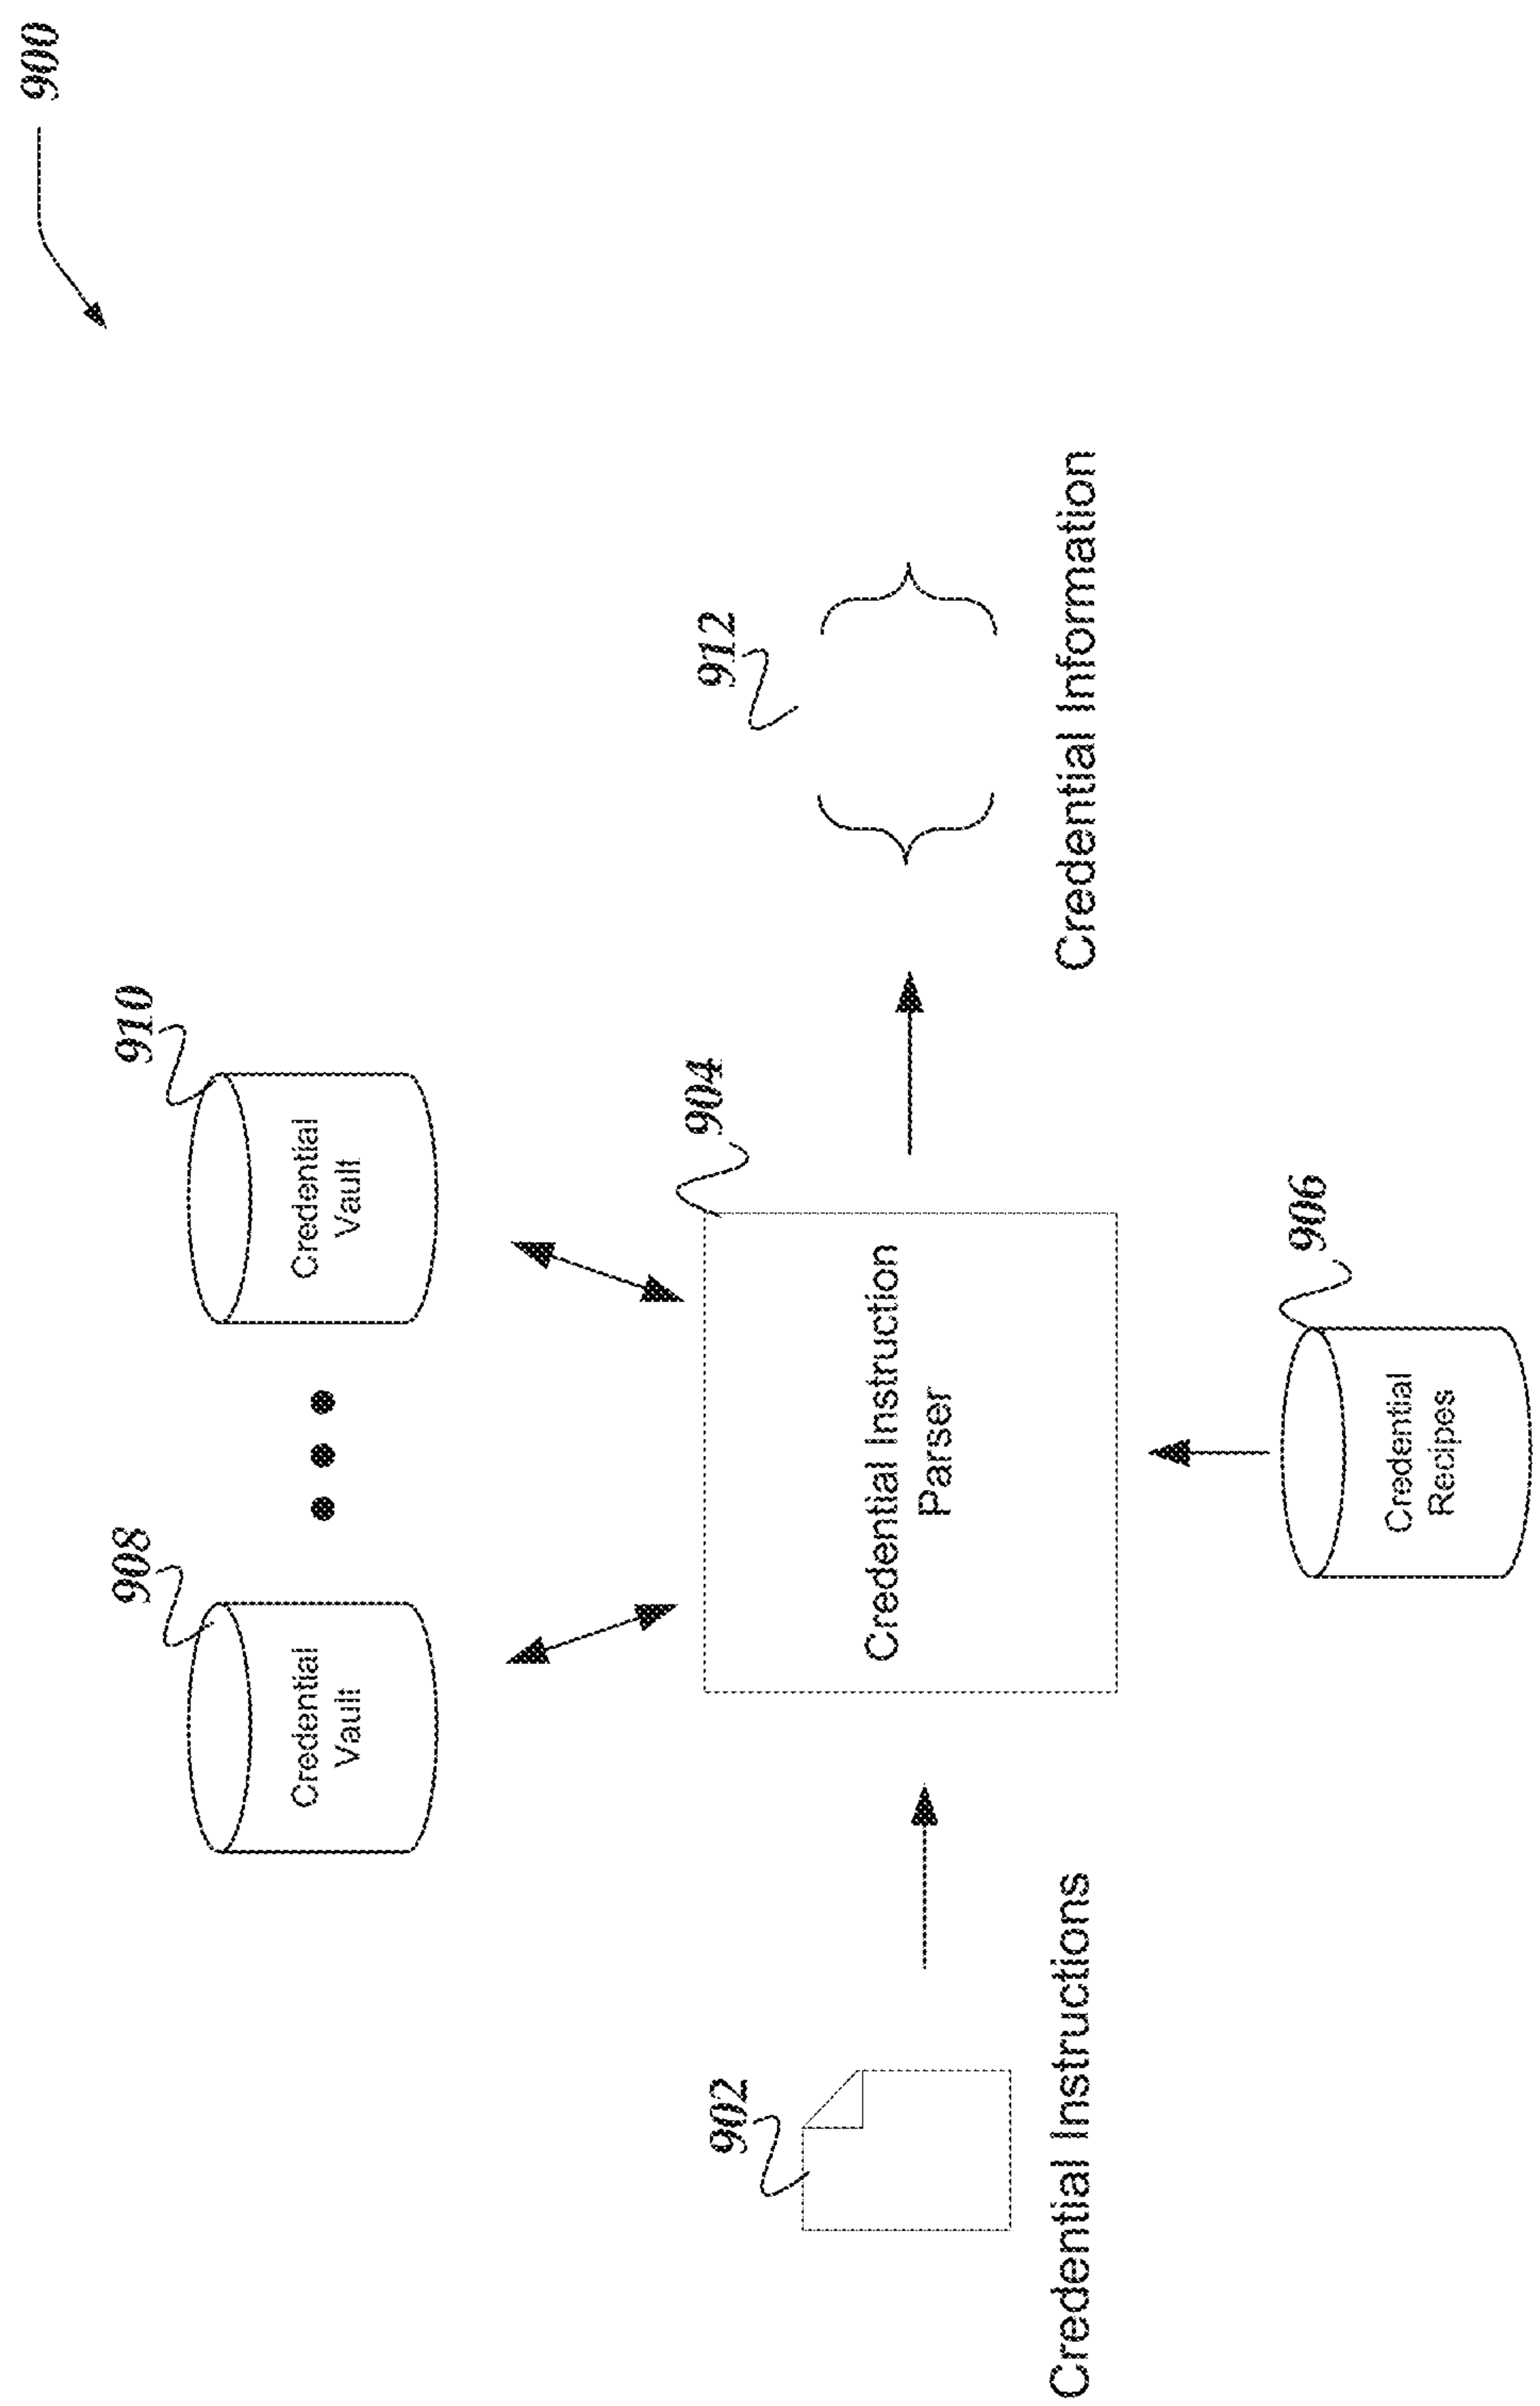 900
908
910
Credential
Vault
Credential
Vault
902
904
912
Credential Instruction
Parser
Credential Instructions
Credential Information
906
Credential
Recipes